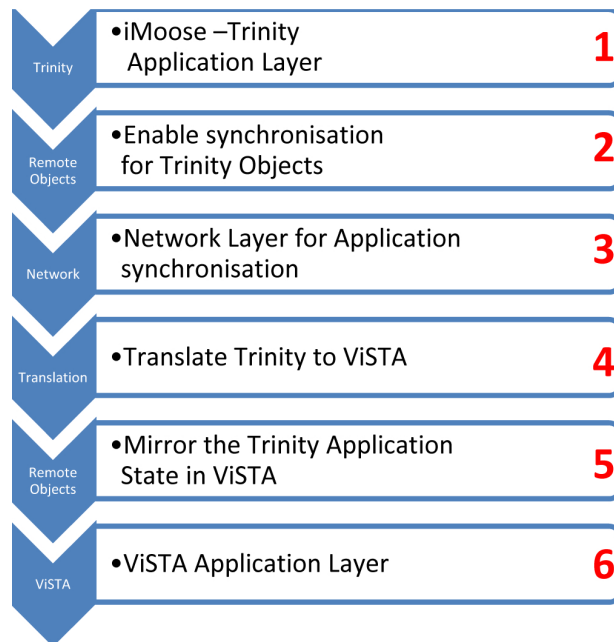 •iMoose –Trinity
Application Layer
1
Trinity
•Enable synchronisation
for Trinity Objects
2
Remote
Objects
•Network Layer for Application
synchronisation
3
Network
•Translate Trinity to ViSTA
4
Translation
•Mirror the Trinity Application
State in ViSTA
5
Remote
Objects
•ViSTA Application Layer
6
ViSTA